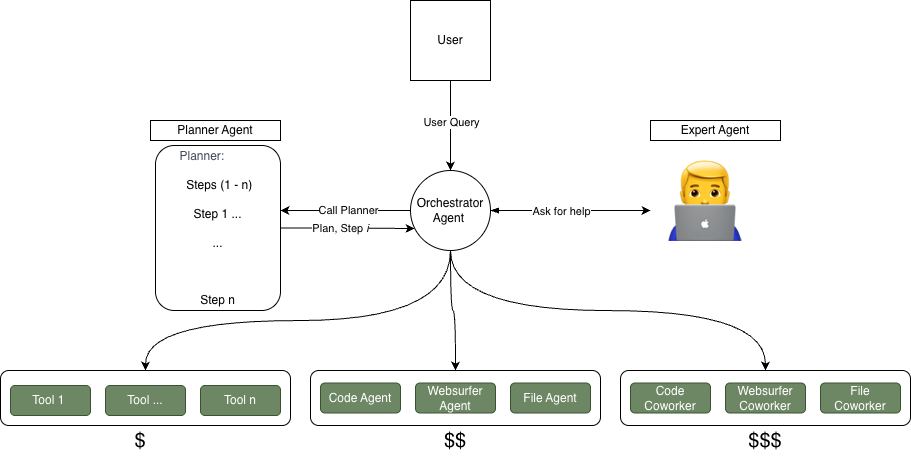 User
User Query
Planner Agent
Expert Agent
Planner:
Steps (1 - n)
Step 1 ...
...
Step n
Call Planner
Plan, Step i
Orchestrator
Agent
Ask for help
Tool 1
Tool ...
Tool n
Code Agent
Websurfer
Agent
File Agent
Code
Coworker
Websurfer
Coworker
File
Coworker
$
$$
$$$